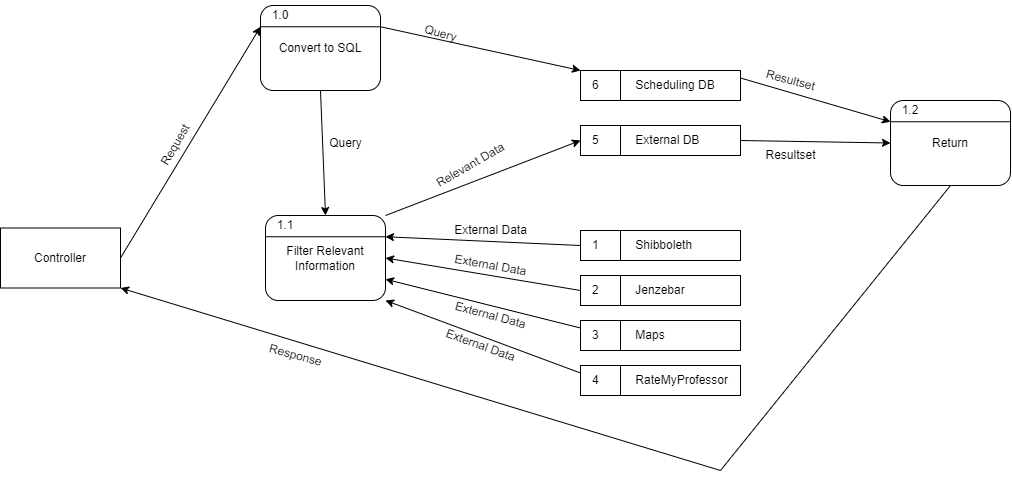 1.0
Convert to SQL
Query
6 Scheduling DB
Resultset
1.2
Return
Request
Query
Relevant Data
5 External DB
Resultset
1.1
Filter Relevant
Information
External Data
1 Shibboleth
Controller
External Data
2 Jenzebar
External Data
3 Maps
External Data
4 RateMyProfessor
Response